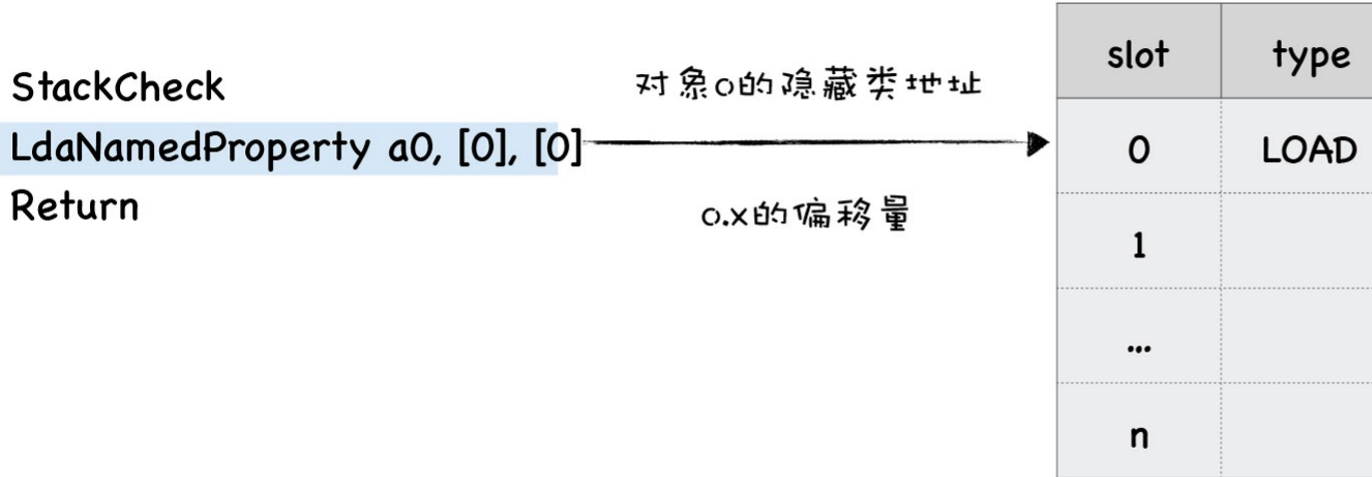 StackCheck
LdaNamedProperty a0, [0], [0]
Return
对象o的隐藏类地址
o.x的偏移量
slot type
0 LOAD
1
...
n